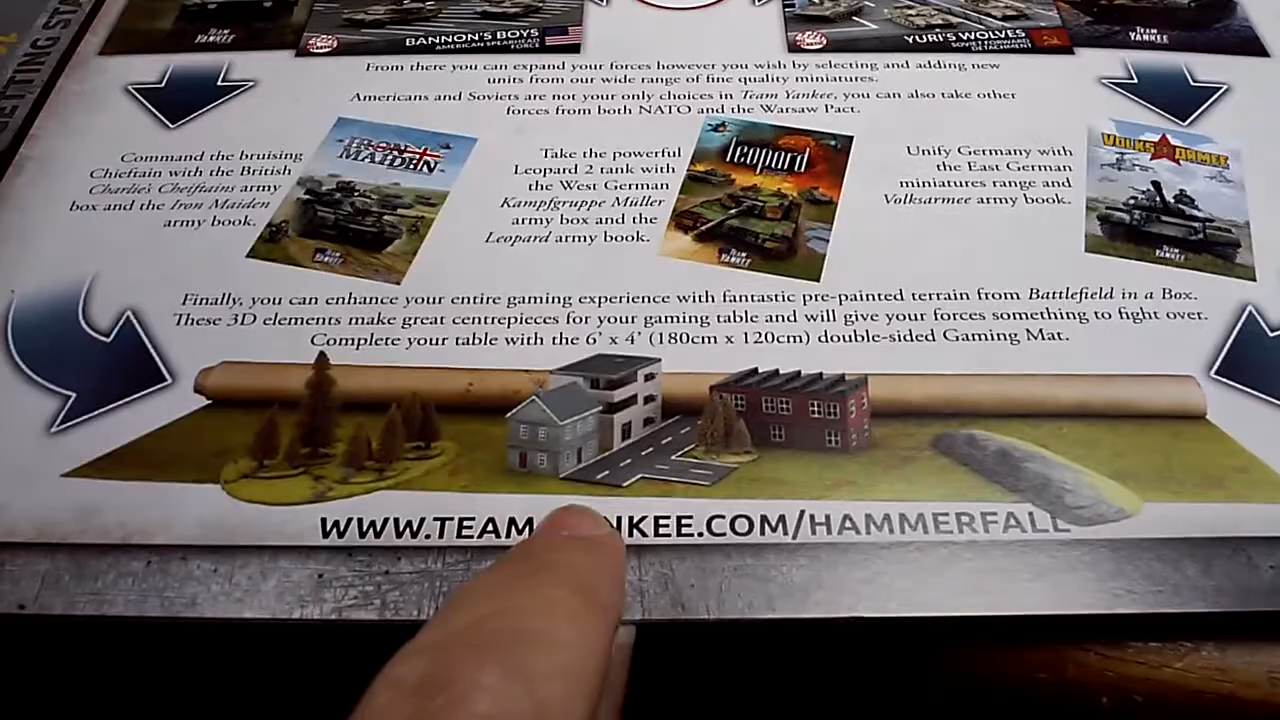 TEAM YANKEE
BANNON'S BOYS
AMERICAN SPEARHEAD
FORCE
YURI'S WOLVES
SOVIET FORWARD
DETACHMENT
TEAM YANKEE
From there you can expand your forces however you wish by selecting and adding new
units from our wide range of fine quality miniatures.
Americans and Soviets are not your only choices in Team Yankee, you can also take other
forces from both NATO and the Warsaw Pact.
Command the bruising
Chieftain with the British
Charlie's Cheiftains army
box and the Iron Maiden
army book.
IRON
MAIDEN
TEAM
YANKEE
Take the powerful
Leopard 2 tank with
the West German
Kampfgruppe Müller
army box and the
Leopard army book.
Leopard
TEAM
YANKEE
Unify Germany with
the East German
miniatures range and
Volksarmee army book.
VOLKSARMEE
TEAM
YANKEE
Finally, you can enhance your entire gaming experience with fantastic pre-painted terrain from Battlefield in a Box.
These 3D elements make great centrepieces for your gaming table and will give your forces something to fight over.
Complete your table with the 6' x 4' (180cm x 120cm) double-sided Gaming Mat.
WWW.TEAM NKEE.COM/HAMMERFALL